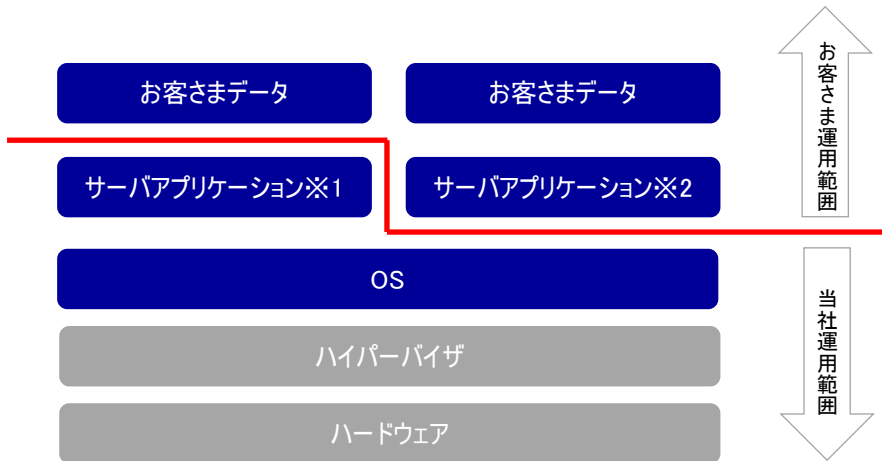 お客さまデータ
お客さまデータ
お客さま運用範囲
サーバアプリケーション※1
サーバアプリケーション※2
OS
当社運用範囲
ハイパーバイザ
ハードウェア